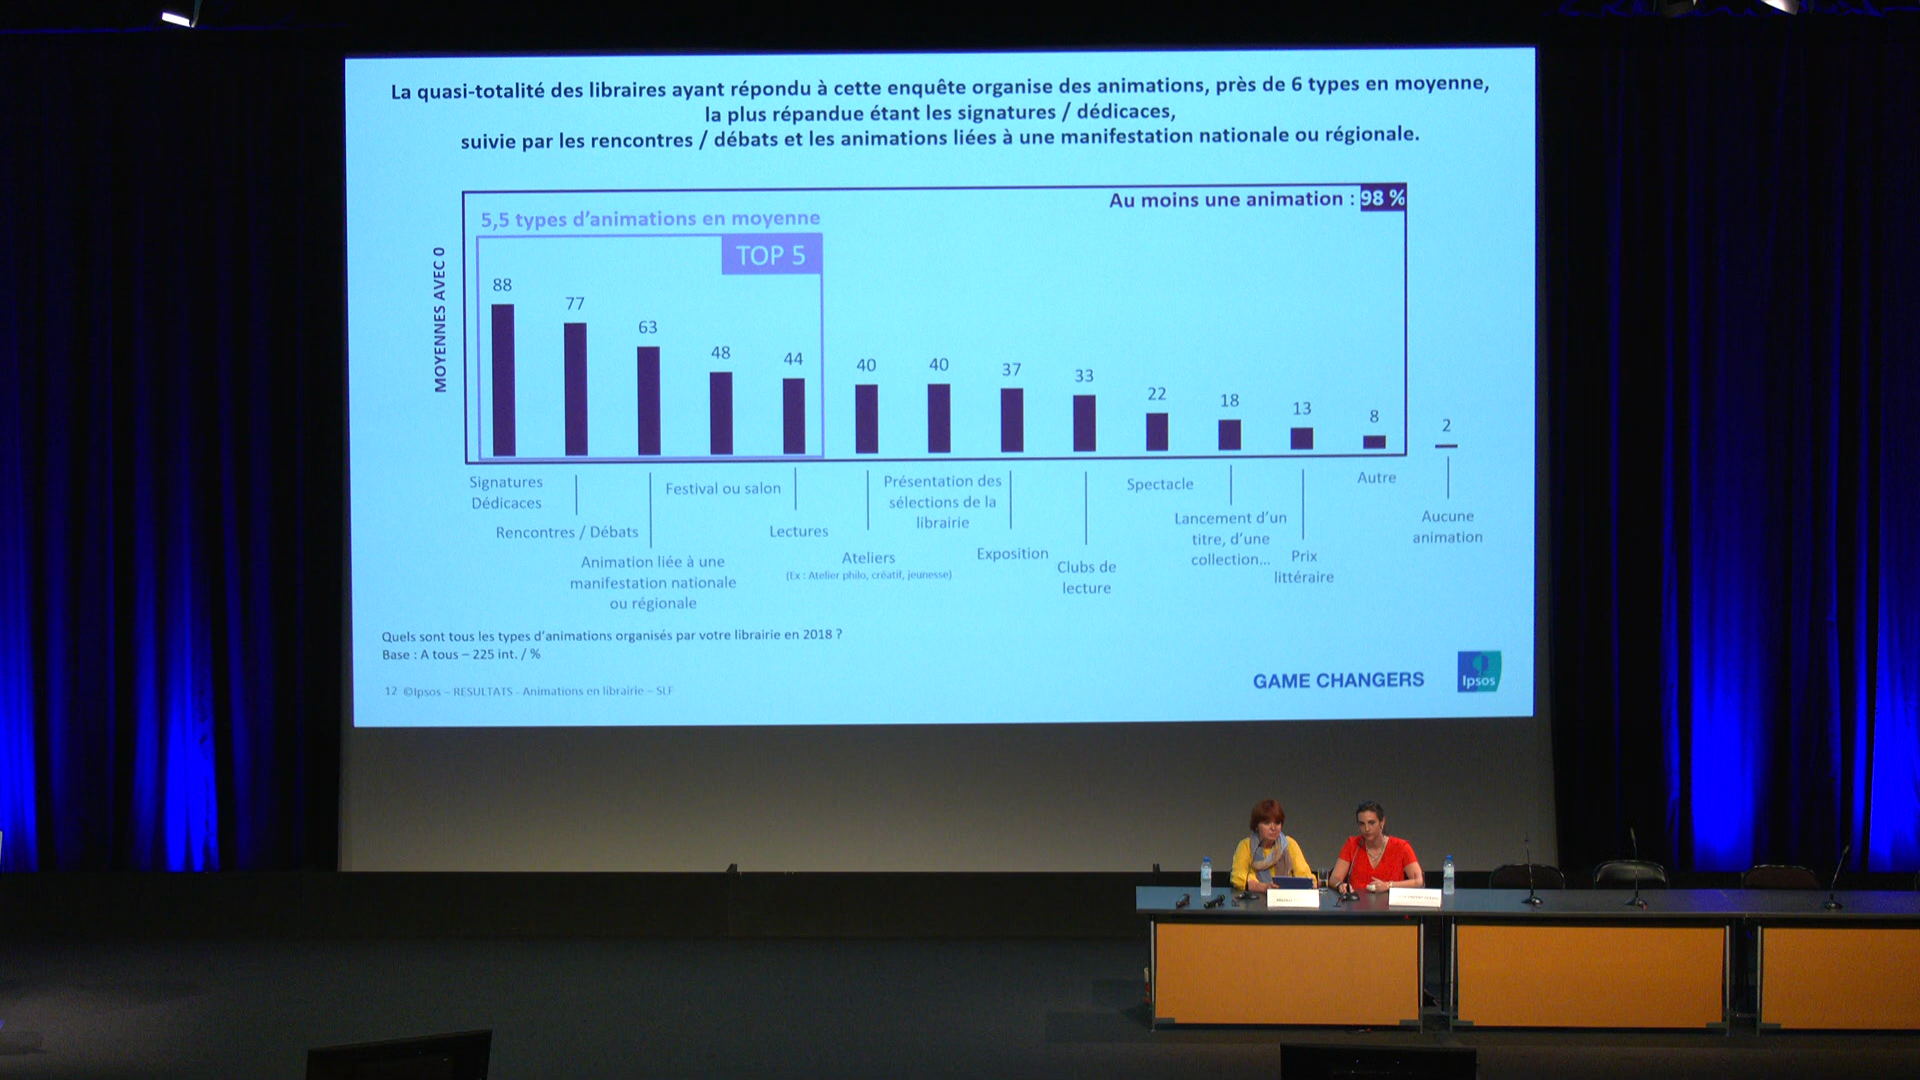 La quasi-totalité des libraires ayant répondu à cette enquête organise des animations, près de 6 types en moyenne,
la plus répandue étant les signatures / dédicaces,
suivie par les rencontres / débats et les animations liées à une manifestation nationale ou régionale.
Au moins une animation : 98 %
5,5 types d'animations en moyenne
TOP 5
MOYENNES AVEC 0
88
77
63
48
44
40
40
37
33
22
18
13
8
2
Signatures
Dédicaces
Rencontres / Débats
Animation liée à une
manifestation nationale
ou régionale
Festival ou salon
Lectures
Ateliers
(Ex : Atelier philo, créatif, jeunesse)
Présentation des
sélections de la
librairie
Exposition
Clubs de
lecture
Spectacle
Lancement d'un
titre, d'une
collection...
Prix
littéraire
Autre
Aucune
animation
Quels sont tous les types d'animations organisés par votre librairie en 2018 ?
Base : A tous – 225 int. / %
12 ©Ipsos – RESULTATS - Animations en librairie – SLF
GAME CHANGERS
Ipsos